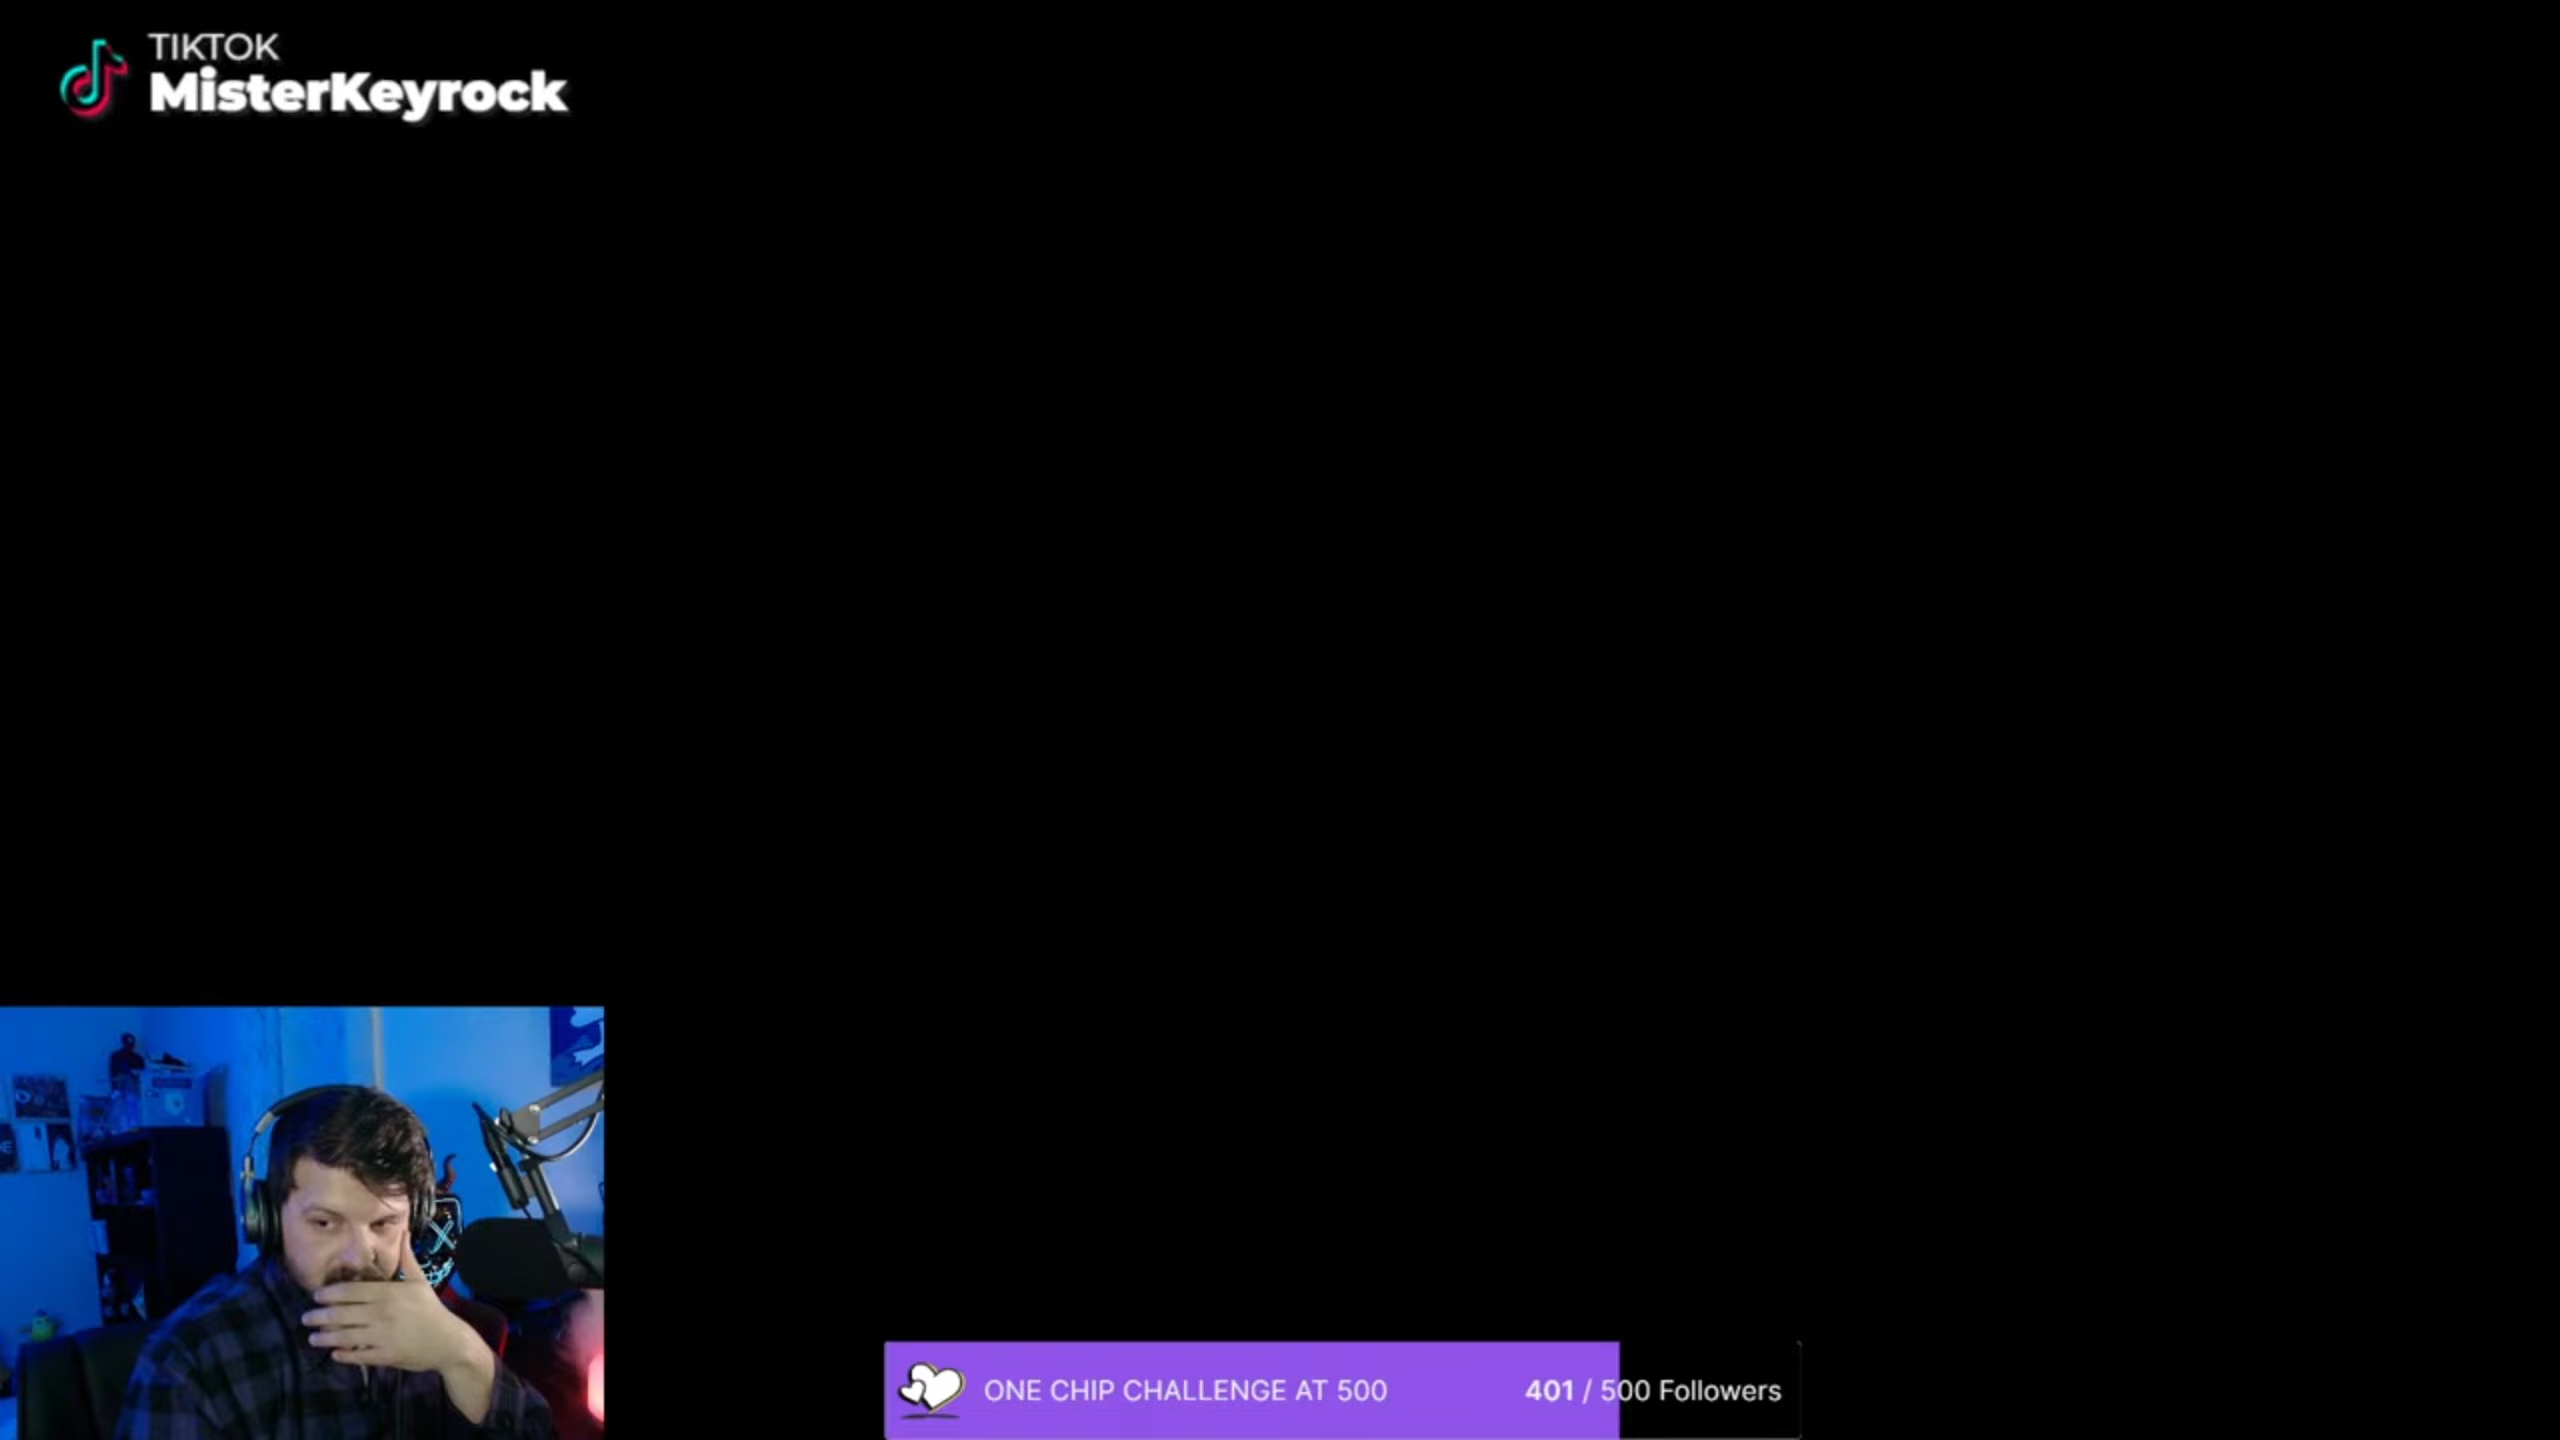 TIKTOK
MisterKeyrock
ONE CHIP CHALLENGE AT 500
401 / 500 Followers